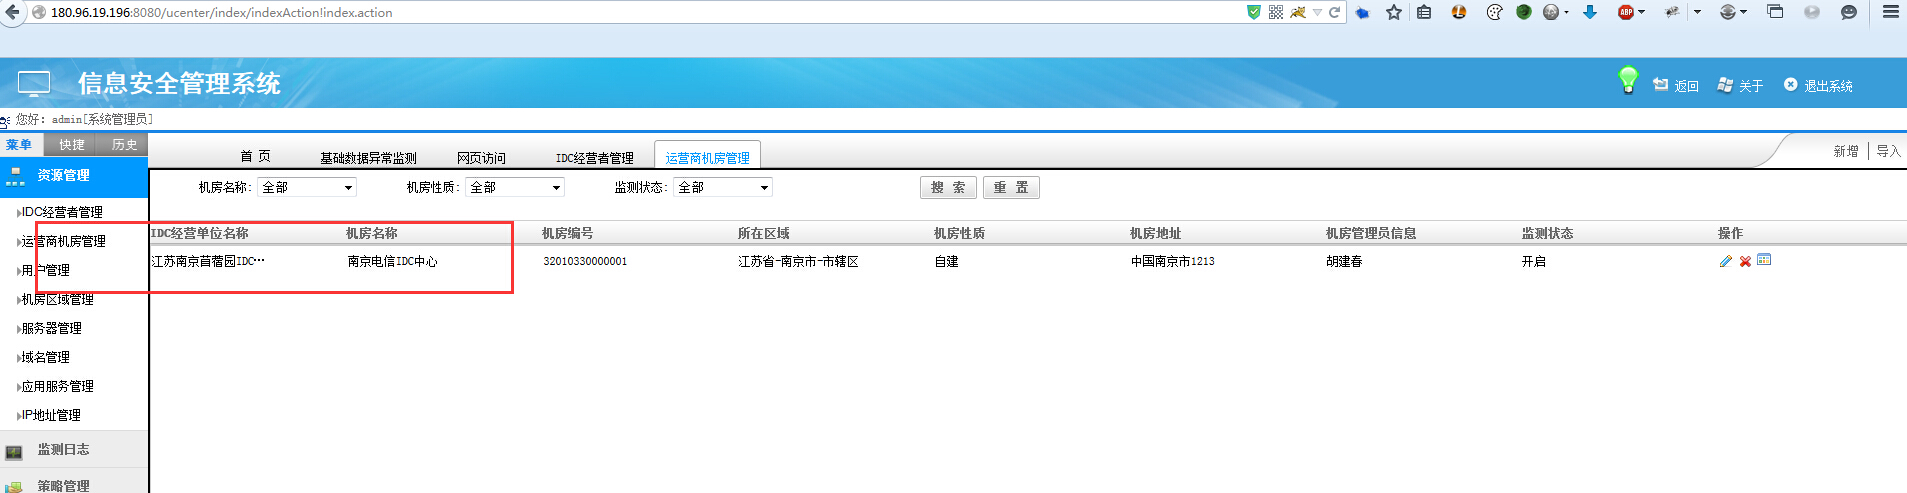 180.96.19.196:8080/ucenter/index/indexAction!index.action
ABP
信息安全管理系统
返回 关于 退出系统
您好：admin[系统管理员]
菜单 快捷 历史
首 页 基础数据异常监测 网页访问 IDC经营者管理 运营商机房管理
新增 导入
资源管理
机房名称： 全部 机房性质： 全部 监测状态： 全部 搜 索 重 置
IDC经营者管理
运营商机房管理
用户管理
机房区域管理
服务器管理
域名管理
应用服务管理
IP地址管理
监测日志
策略管理
IDC经营单位名称 机房名称 机房编号 所在区域 机房性质 机房地址 机房管理员信息 监测状态 操作
江苏南京苜蓿园IDC… 南京电信IDC中心 32010330000001 江苏省-南京市-市辖区 自建 中国南京市1213 胡建春 开启